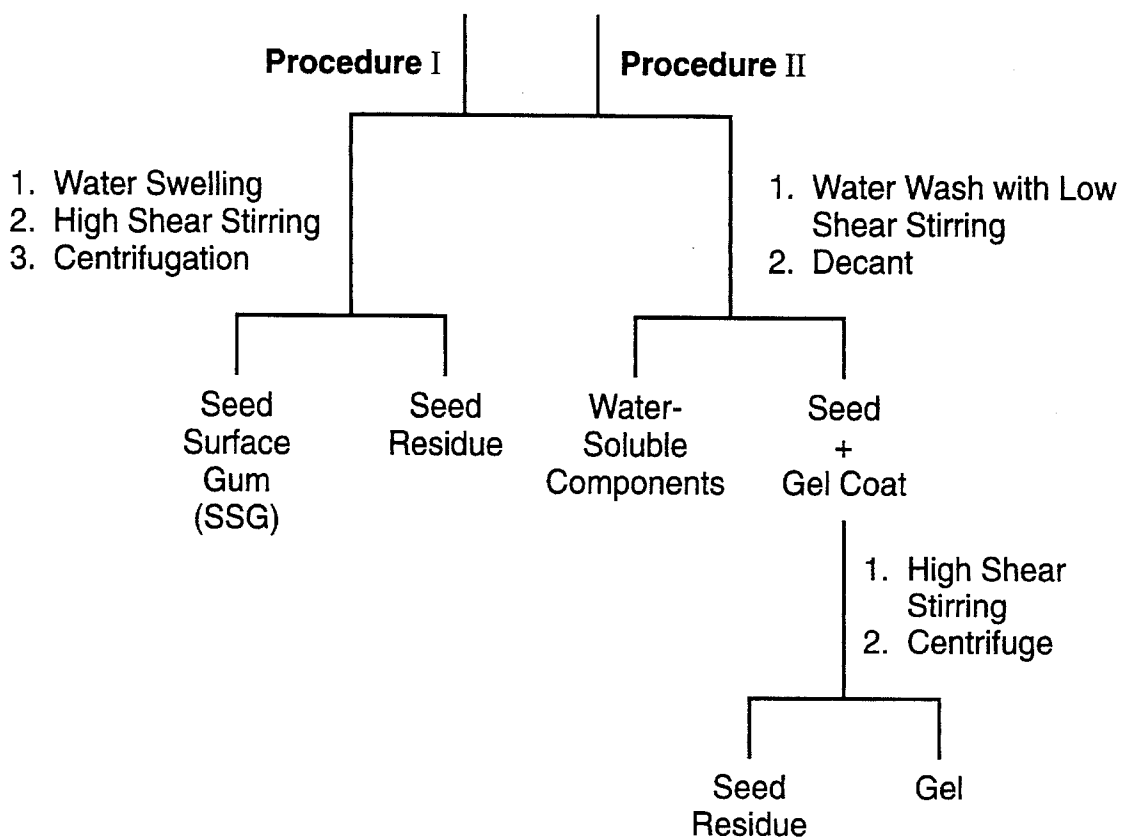 Procedure I
Procedure II
1. Water Swelling
2. High Shear Stirring
3. Centrifugation
1. Water Wash with Low
Shear Stirring
2. Decant
Seed
Surface
Gum
(SSG)
Seed
Residue
Water-
Soluble
Components
Seed
+
Gel Coat
1. High Shear
Stirring
2. Centrifuge
Seed
Residue
Gel